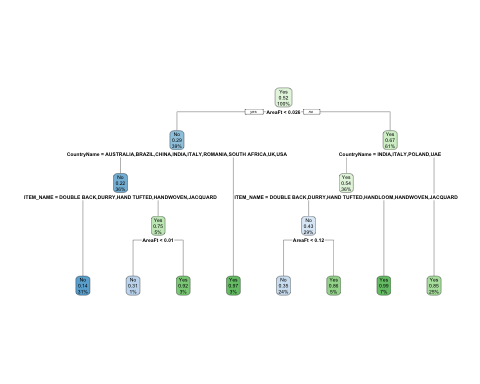 Yes
0.52
100%
yes AreaFt < 0.026 no
No
0.29
39%
Yes
0.67
61%
CountryName = AUSTRALIA,BRAZIL,CHINA,INDIA,ITALY,ROMANIA,SOUTH AFRICA,UK,USA
CountryName = INDIA,ITALY,POLAND,UAE
No
0.22
36%
Yes
0.54
36%
ITEM_NAME = DOUBLE BACK,DURRY,HAND TUFTED,HANDWOVEN,JACQUARD
ITEM_NAME = DOUBLE BACK,DURRY,HAND TUFTED,HANDLOOM,HANDWOVEN,JACQUARD
Yes
0.75
5%
No
0.43
29%
AreaFt < 0.01
AreaFt < 0.12
No
0.14
31%
No
0.31
1%
Yes
0.92
3%
Yes
0.97
3%
No
0.35
24%
Yes
0.86
5%
Yes
0.99
7%
Yes
0.85
25%